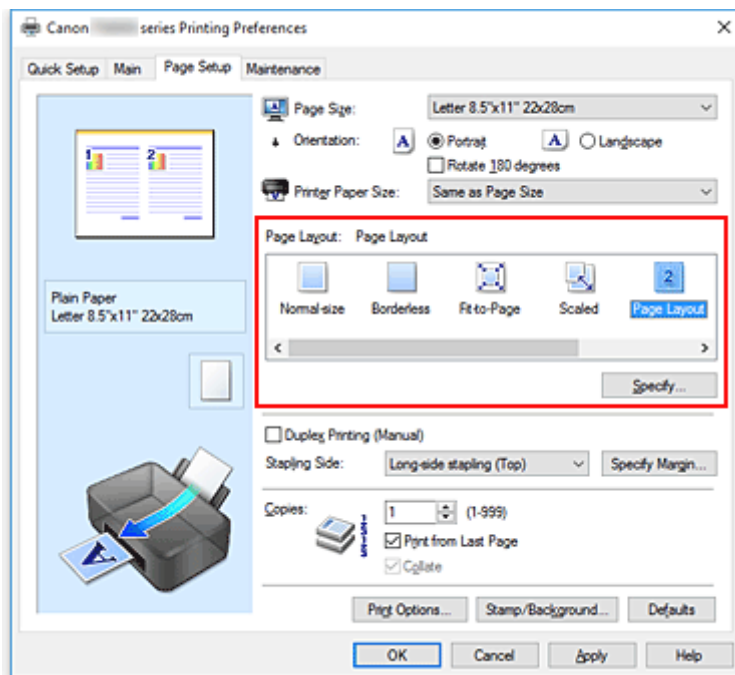 Canon series Printing Preferences
Quick Setup Main Page Setup Maintenance
1 2
Plain Paper
Letter 8.5"x11" 22x28cm
A
Page Size: Letter 8.5"x11" 22x28cm
Orientation: A Portrait A Landscape
Rotate 180 degrees
Printer Paper Size: Same as Page Size
Page Layout: Page Layout
2
Normal-size Borderless Fit-to-Page Scaled Page Layout
Specify...
Duplex Printing (Manual)
Stapling Side: Long-side stapling (Top) Specify Margin...
Copies: 1 (1-999)
Print from Last Page
Collate
Print Options... Stamp/Background... Defaults
OK Cancel Apply Help